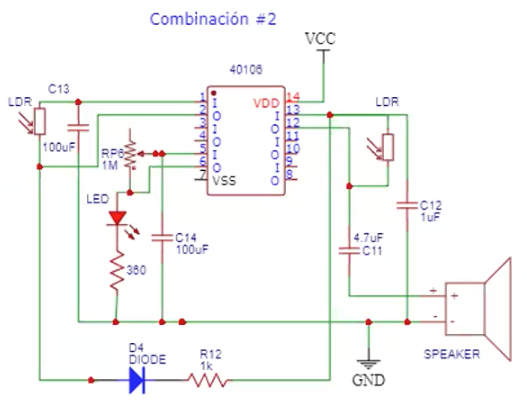 Combinación #2
VCC
40106
C13
LDR
100uF
1
2
3
4
5
6
7
I
O
I
O
I
O
VSS
VDD
I
O
I
O
I
O
14
13
12
11
10
9
8
LDR
RP6
1M
LED
360
C14
100uF
C12
1uF
4.7uF
C11
+
+
-
-
SPEAKER
D4
DIODE
R12
1k
GND